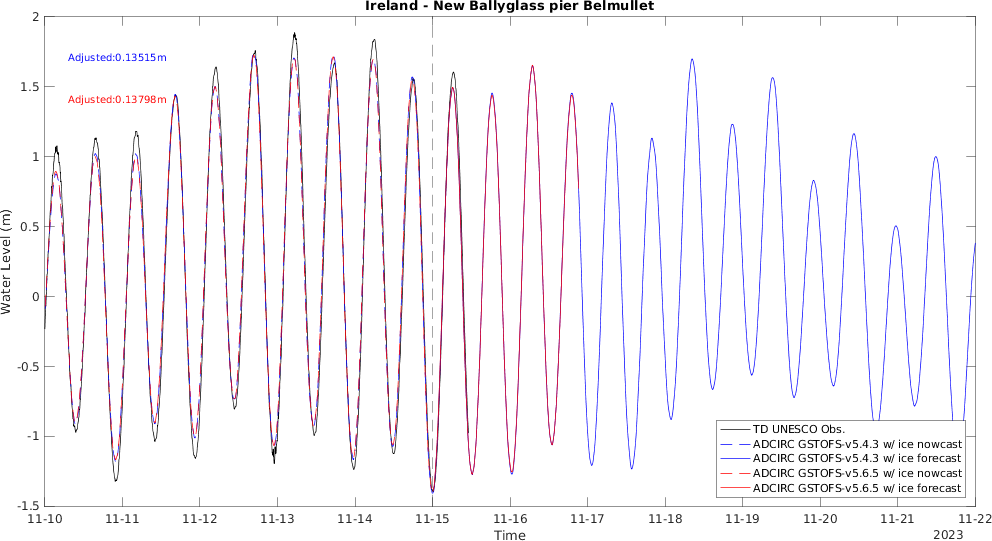 Ireland - New Ballyglass pier Belmullet
2
1.5
1
0.5
0
-0.5
-1
-1.5
Water Level (m)
Adjusted:0.13515m
Adjusted:0.13798m
TD UNESCO Obs.
ADCIRC GSTOFS-v5.4.3 w/ ice nowcast
ADCIRC GSTOFS-v5.4.3 w/ ice forecast
ADCIRC GSTOFS-v5.6.5 w/ ice nowcast
ADCIRC GSTOFS-v5.6.5 w/ ice forecast
11-10 11-11 11-12 11-13 11-14 11-15 11-16 11-17 11-18 11-19 11-20 11-21 11-22
Time
2023